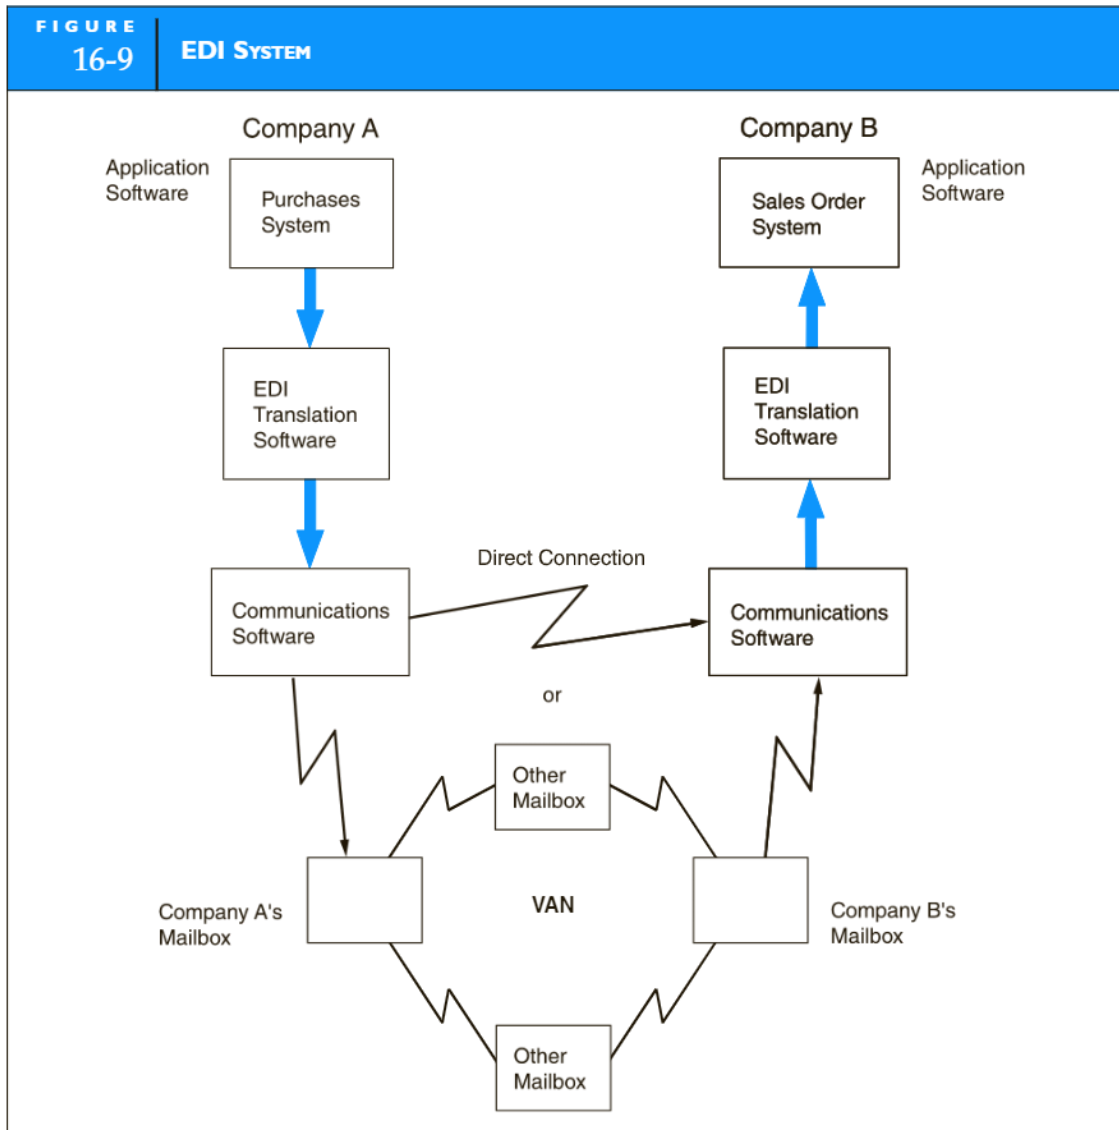 FIGURE
16-9
EDI SYSTEM
Company A
Company B
Application
Software
Purchases
System
Sales Order
System
Application
Software
EDI
Translation
Software
EDI
Translation
Software
Direct Connection
Communications
Software
Communications
Software
or
Other
Mailbox
Company A's
Mailbox
VAN
Company B's
Mailbox
Other
Mailbox